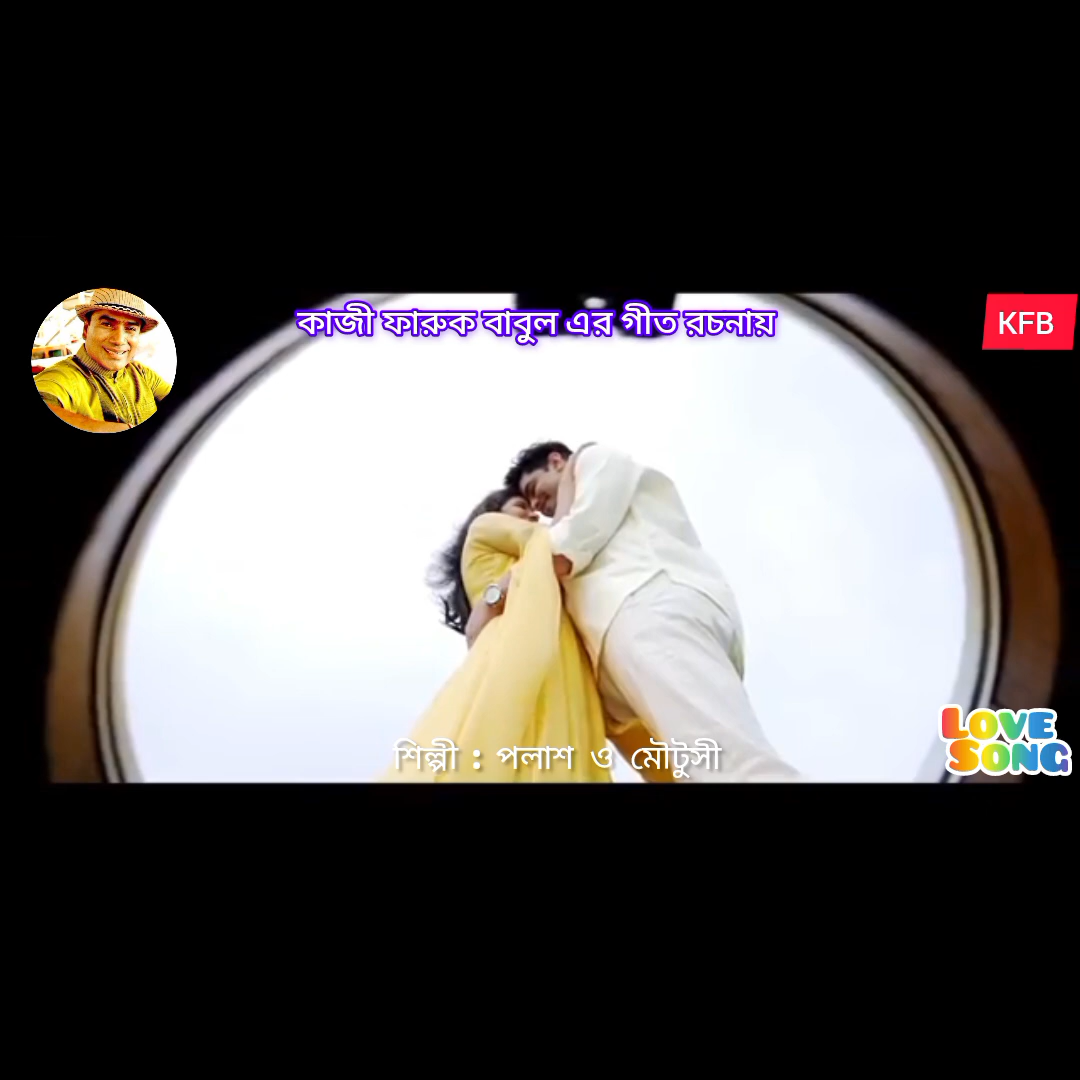 কাজী ফারুক বাবুল এর গীত রচনায়
KFB
LOVE
SONG
শিল্পী : পলাশ ও মৌটুসী